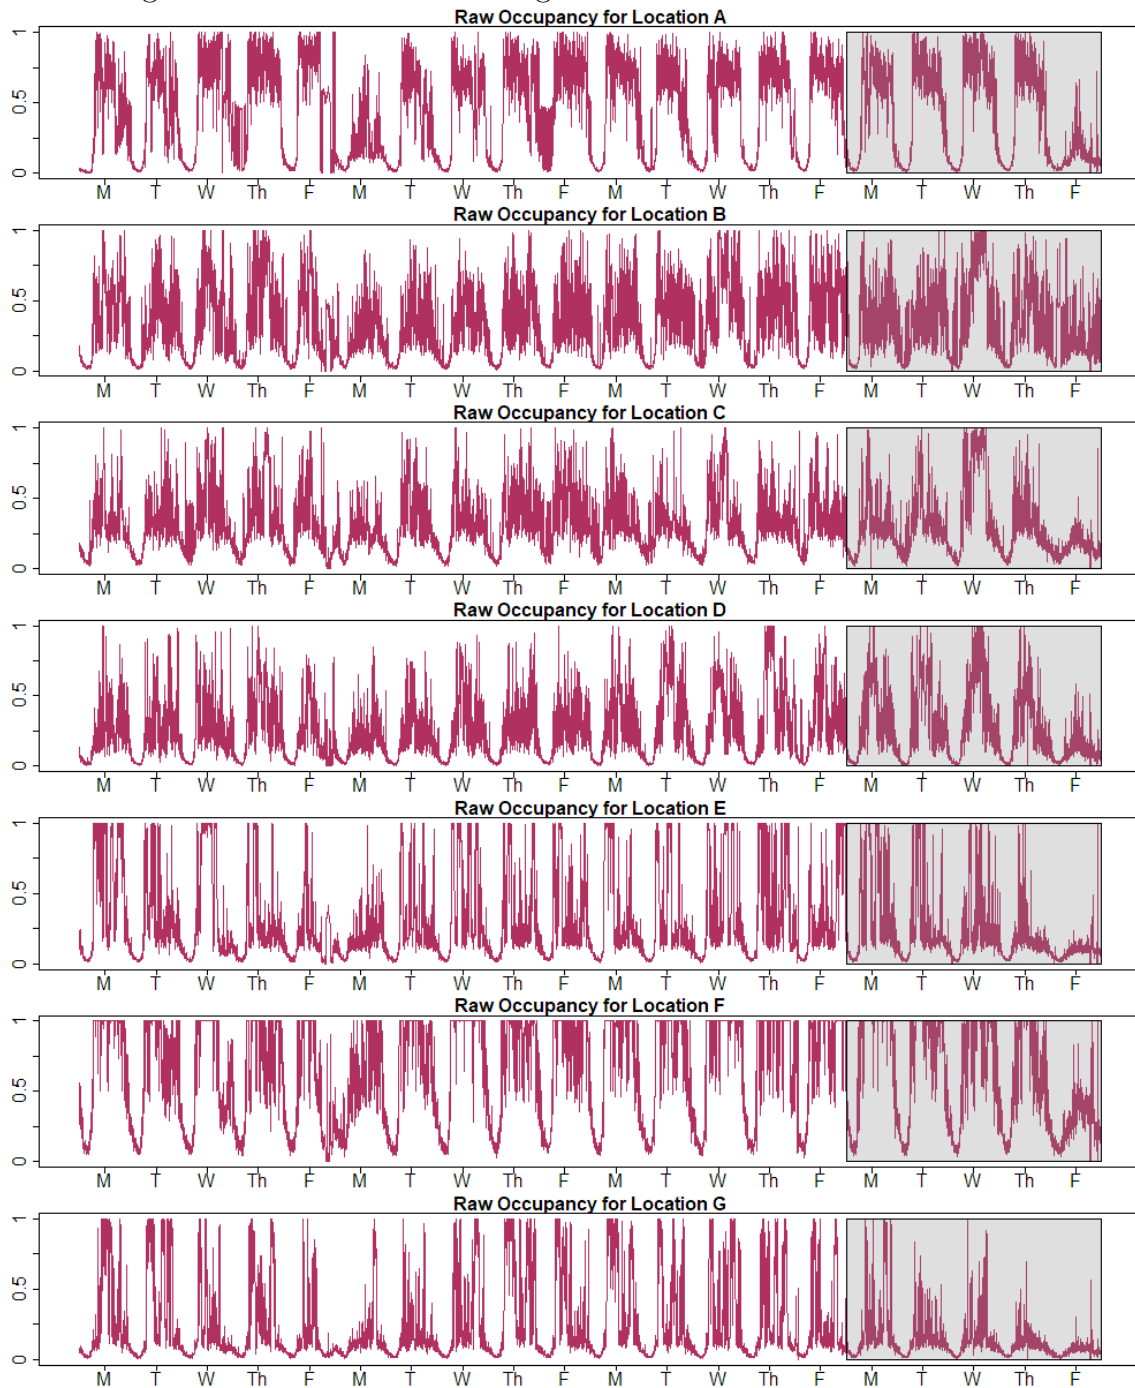 Raw Occupancy for Location A
1
0.5
0
M T W Th F M T W Th F M T W Th F M T W Th F
Raw Occupancy for Location B
1
0.5
0
M T W Th F M T W Th F M T W Th F M T W Th F
Raw Occupancy for Location C
1
0.5
0
M T W Th F M T W Th F M T W Th F M T W Th F
Raw Occupancy for Location D
1
0.5
0
M T W Th F M T W Th F M T W Th F M T W Th F
Raw Occupancy for Location E
1
0.5
0
M T W Th F M T W Th F M T W Th F M T W Th F
Raw Occupancy for Location F
1
0.5
0
M T W Th F M T W Th F M T W Th F M T W Th F
Raw Occupancy for Location G
1
0.5
0
M T W Th F M T W Th F M T W Th F M T W Th F